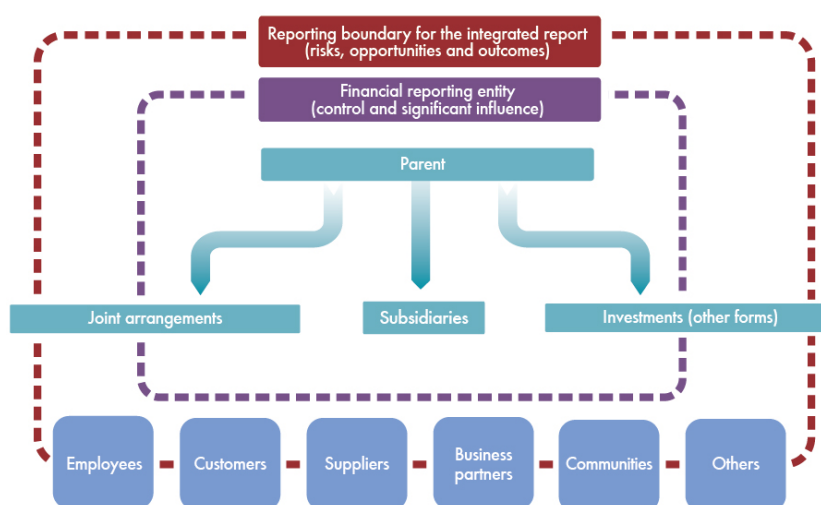 Reporting boundary for the integrated report
(risks, opportunities and outcomes)
Financial reporting entity
(control and significant influence)
Parent
Joint arrangements
Subsidiaries
Investments (other forms)
Employees
Customers
Suppliers
Business
partners
Communities
Others